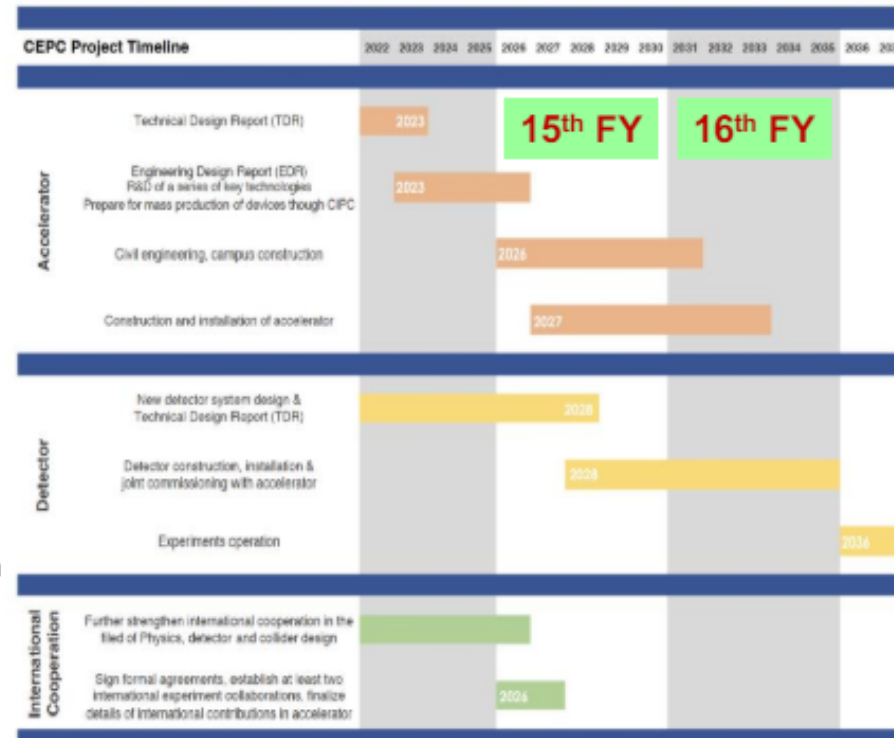 CEPC Project Timeline 2022 2023 2024 2025 2026 2027 2028 2029 2030 2031 2032 2033 2034 2035 2036
15th FY 16th FY
Accelerator
Technical Design Report (TDR)
2023
Engineering Design Report (EDR)
R&D of a series of key technologies
Prepare for mass production of devices though CIPC
2023
Civil engineering, campus construction
2026
Construction and installation of accelerator
2027
Detector
New detector system design &
Technical Design Report (TDR)
2028
Detector construction, installation &
joint commissioning with accelerator
2028
Experiments operation
2036
International
Cooperation
Further strengthen international cooperation in the
filed of Physics, detector and collider design
Sign formal agreements, establish at least two
international experiment collaborations, finalize
details of international contributions in accelerator
2026